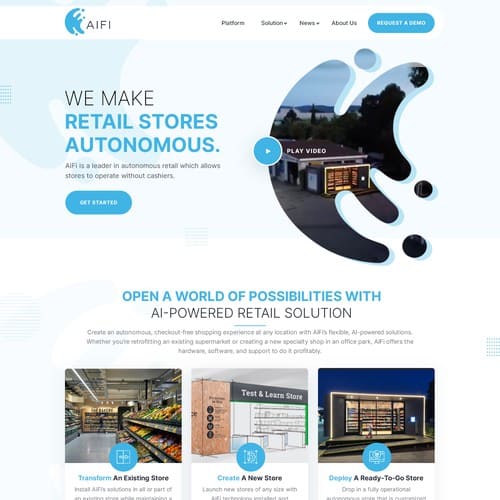 AIFI
Platform
Solution
News
About Us
REQUEST A DEMO
WE MAKE
RETAIL STORES
AUTONOMOUS.
AiFi is a leader in autonomous retail which allows
stores to operate without cashiers.
GET STARTED
PLAY VIDEO
OPEN A WORLD OF POSSIBILITIES WITH
AI-POWERED RETAIL SOLUTION
Create an autonomous, checkout-free shopping experience at any location with AiFi's flexible, AI-powered solutions.
Whether you're retrofitting an existing supermarket or creating a new specialty shop in an office park, AiFi offers the
hardware, software, and support to do it profitably.
THE BAKERY
Test & Learn Store
Transform An Existing Store
Install AiFi's solutions in all or part of
an existing store while maintaining a
Create A New Store
Launch new stores of any size with
AiFi technology installed and
Deploy A Ready-To-Go Store
Drop in a fully operational
autonomous store that is customized